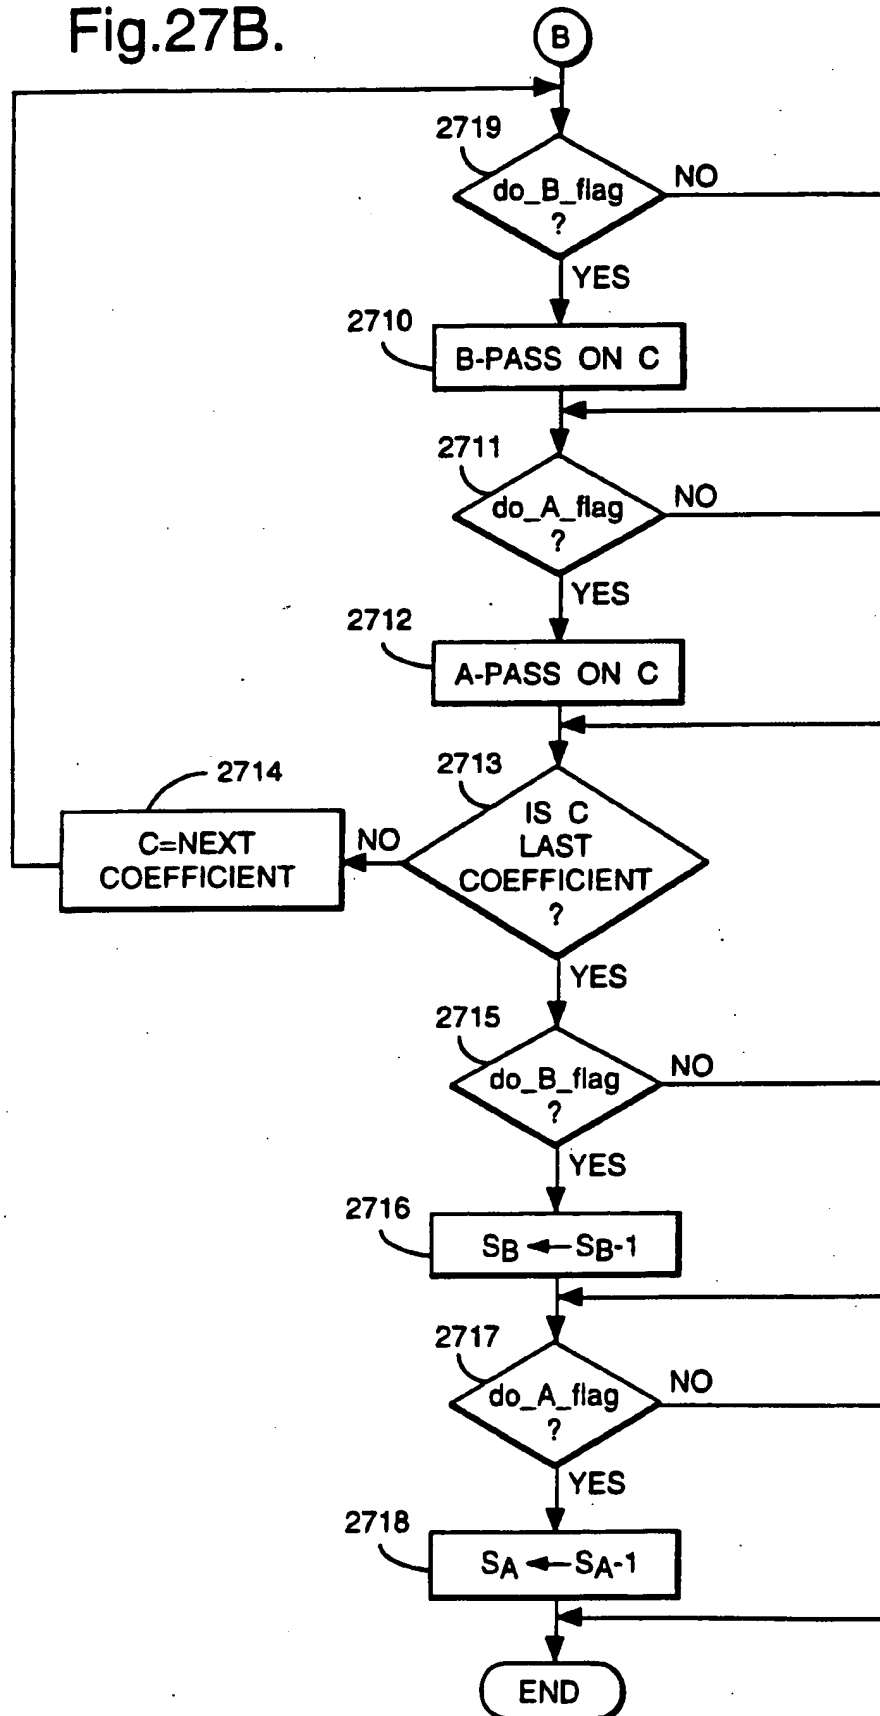 Fig.27B.
B
2719
do_B_flag
?
NO
YES
2710
B-PASS ON C
2711
do_A_flag
?
NO
YES
2712
A-PASS ON C
2713
IS C
LAST
COEFFICIENT
?
NO
2714
C=NEXT
COEFFICIENT
YES
2715
do_B_flag
?
NO
YES
2716
SB ← SB-1
2717
do_A_flag
?
NO
YES
2718
SA ← SA-1
END